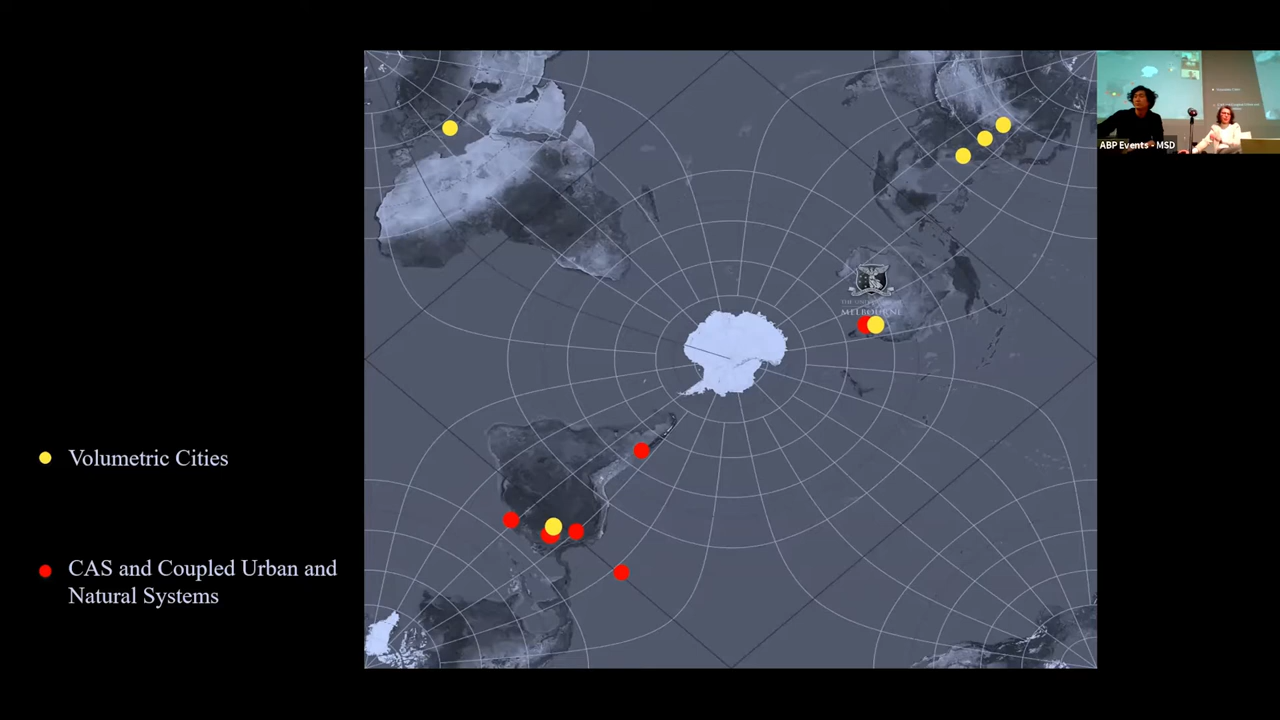 ABP Events - MSD
MELBOURNE
Volumetric Cities
CAS and Coupled Urban and
Natural Systems